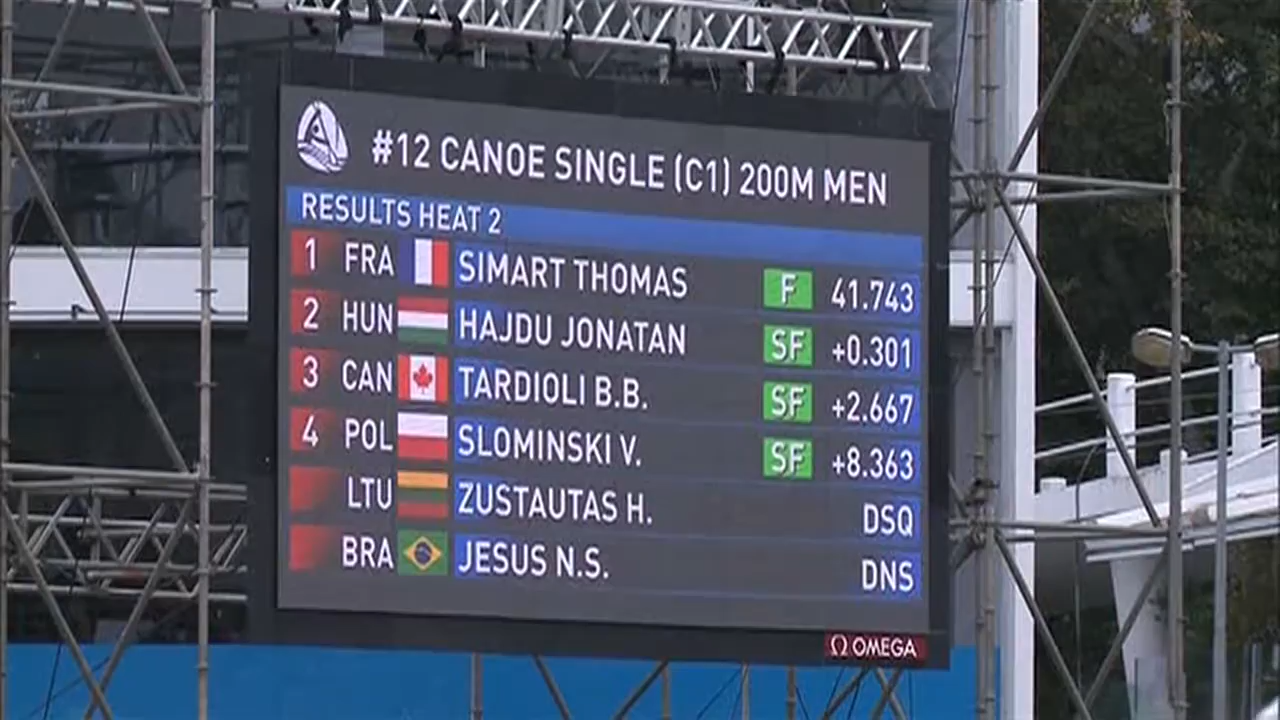 #12 CANOE SINGLE (C1) 200M MEN
RESULTS HEAT 2
1 FRA SIMART THOMAS F 41.743
2 HUN HAJDU JONATAN SF +0.301
3 CAN TARDIOLI B.B. SF +2.667
4 POL SLOMINSKI V. SF +8.363
LTU ZUSTAUTAS H. DSQ
BRA JESUS N.S. DNS
Ω OMEGA